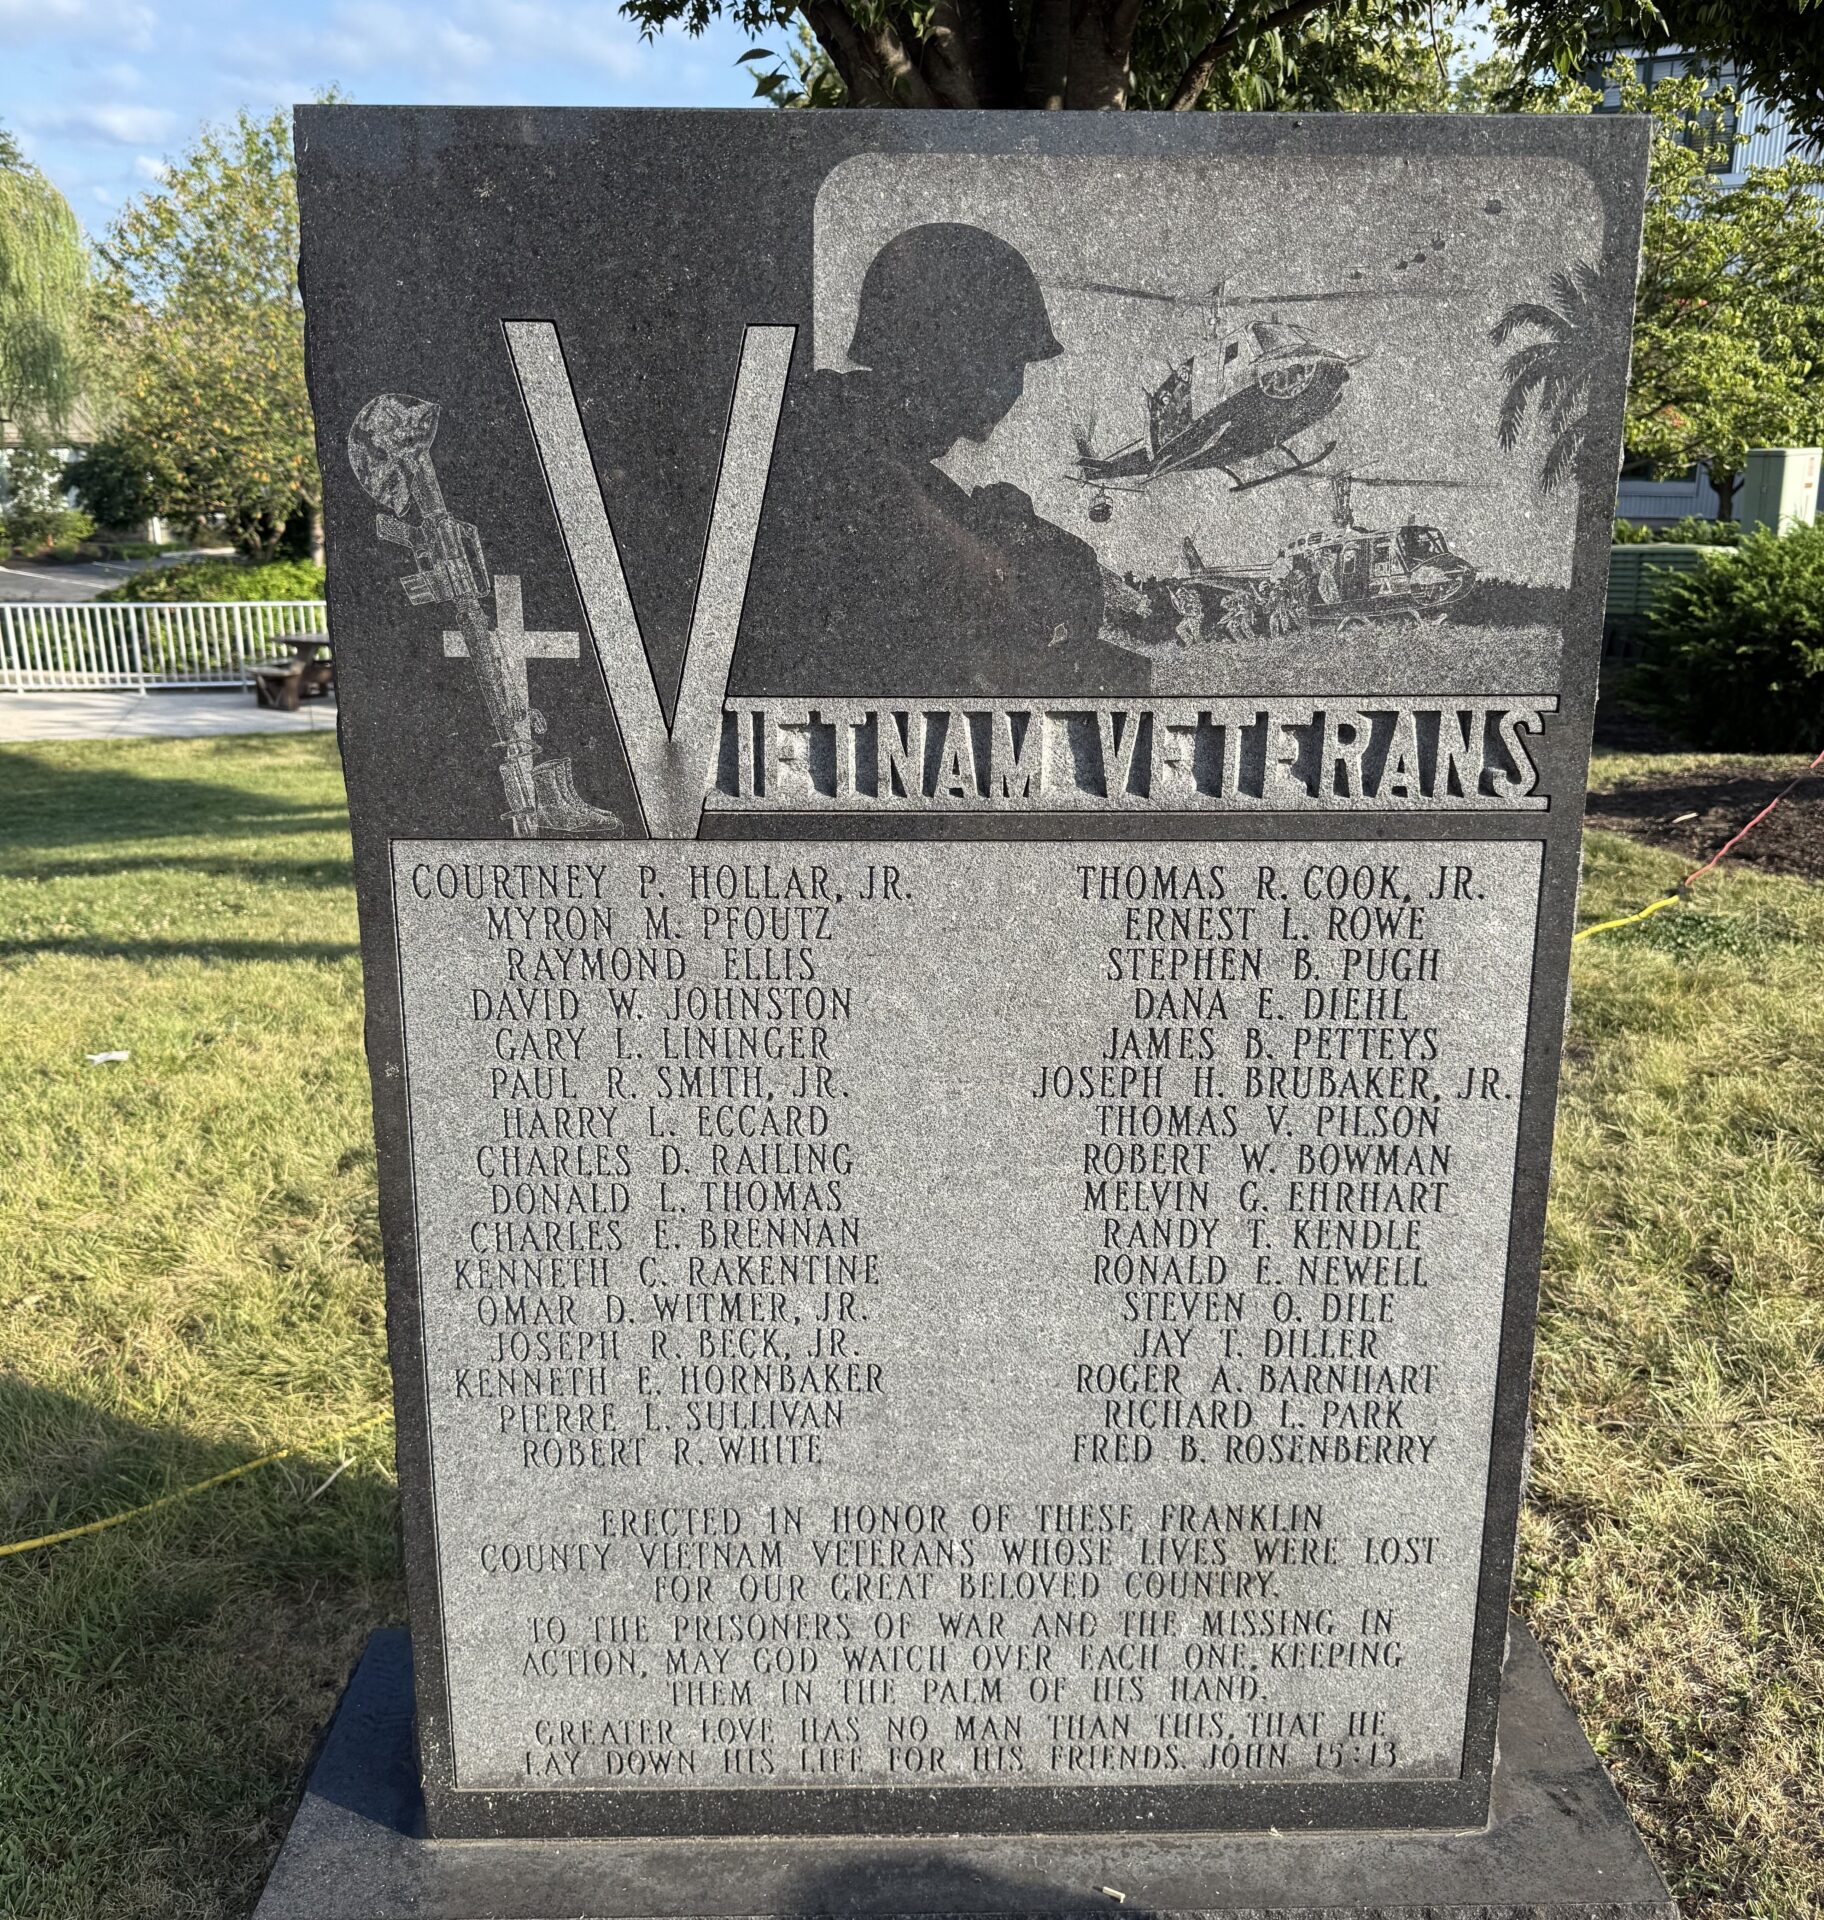 VIETNAM VETERANS
COURTNEY P. HOLLAR, JR.
MYRON M. PFOUTZ
RAYMOND ELLIS
DAVID W. JOHNSTON
GARY L. LININGER
PAUL R. SMITH, JR.
HARRY L. ECCARD
CHARLES D. RAILING
DONALD L. THOMAS
CHARLES E. BRENNAN
KENNETH C. RAKENTINE
OMAR D. WITMER, JR.
JOSEPH R. BECK, JR.
KENNETH E. HORNBAKER
PIERRE L. SULLIVAN
ROBERT R. WHITE
THOMAS R. COOK, JR.
ERNEST L. ROWE
STEPHEN B. PUGH
DANA E. DIEHL
JAMES B. PETTEYS
JOSEPH H. BRUBAKER, JR.
THOMAS V. PILSON
ROBERT W. BOWMAN
MELVIN G. EHRHART
RANDY T. KENDLE
RONALD E. NEWELL
STEVEN O. DILE
JAY T. DILLER
ROGER A. BARNHART
RICHARD L. PARK
FRED B. ROSENBERRY
ERECTED IN HONOR OF THESE FRANKLIN
COUNTY VIETNAM VETERANS WHOSE LIVES WERE LOST
FOR OUR GREAT BELOVED COUNTRY.
TO THE PRISONERS OF WAR AND THE MISSING IN
ACTION, MAY GOD WATCH OVER EACH ONE, KEEPING
THEM IN THE PALM OF HIS HAND.
GREATER LOVE HAS NO MAN THAN THIS, THAT HE
LAY DOWN HIS LIFE FOR HIS FRIENDS. JOHN 15:13